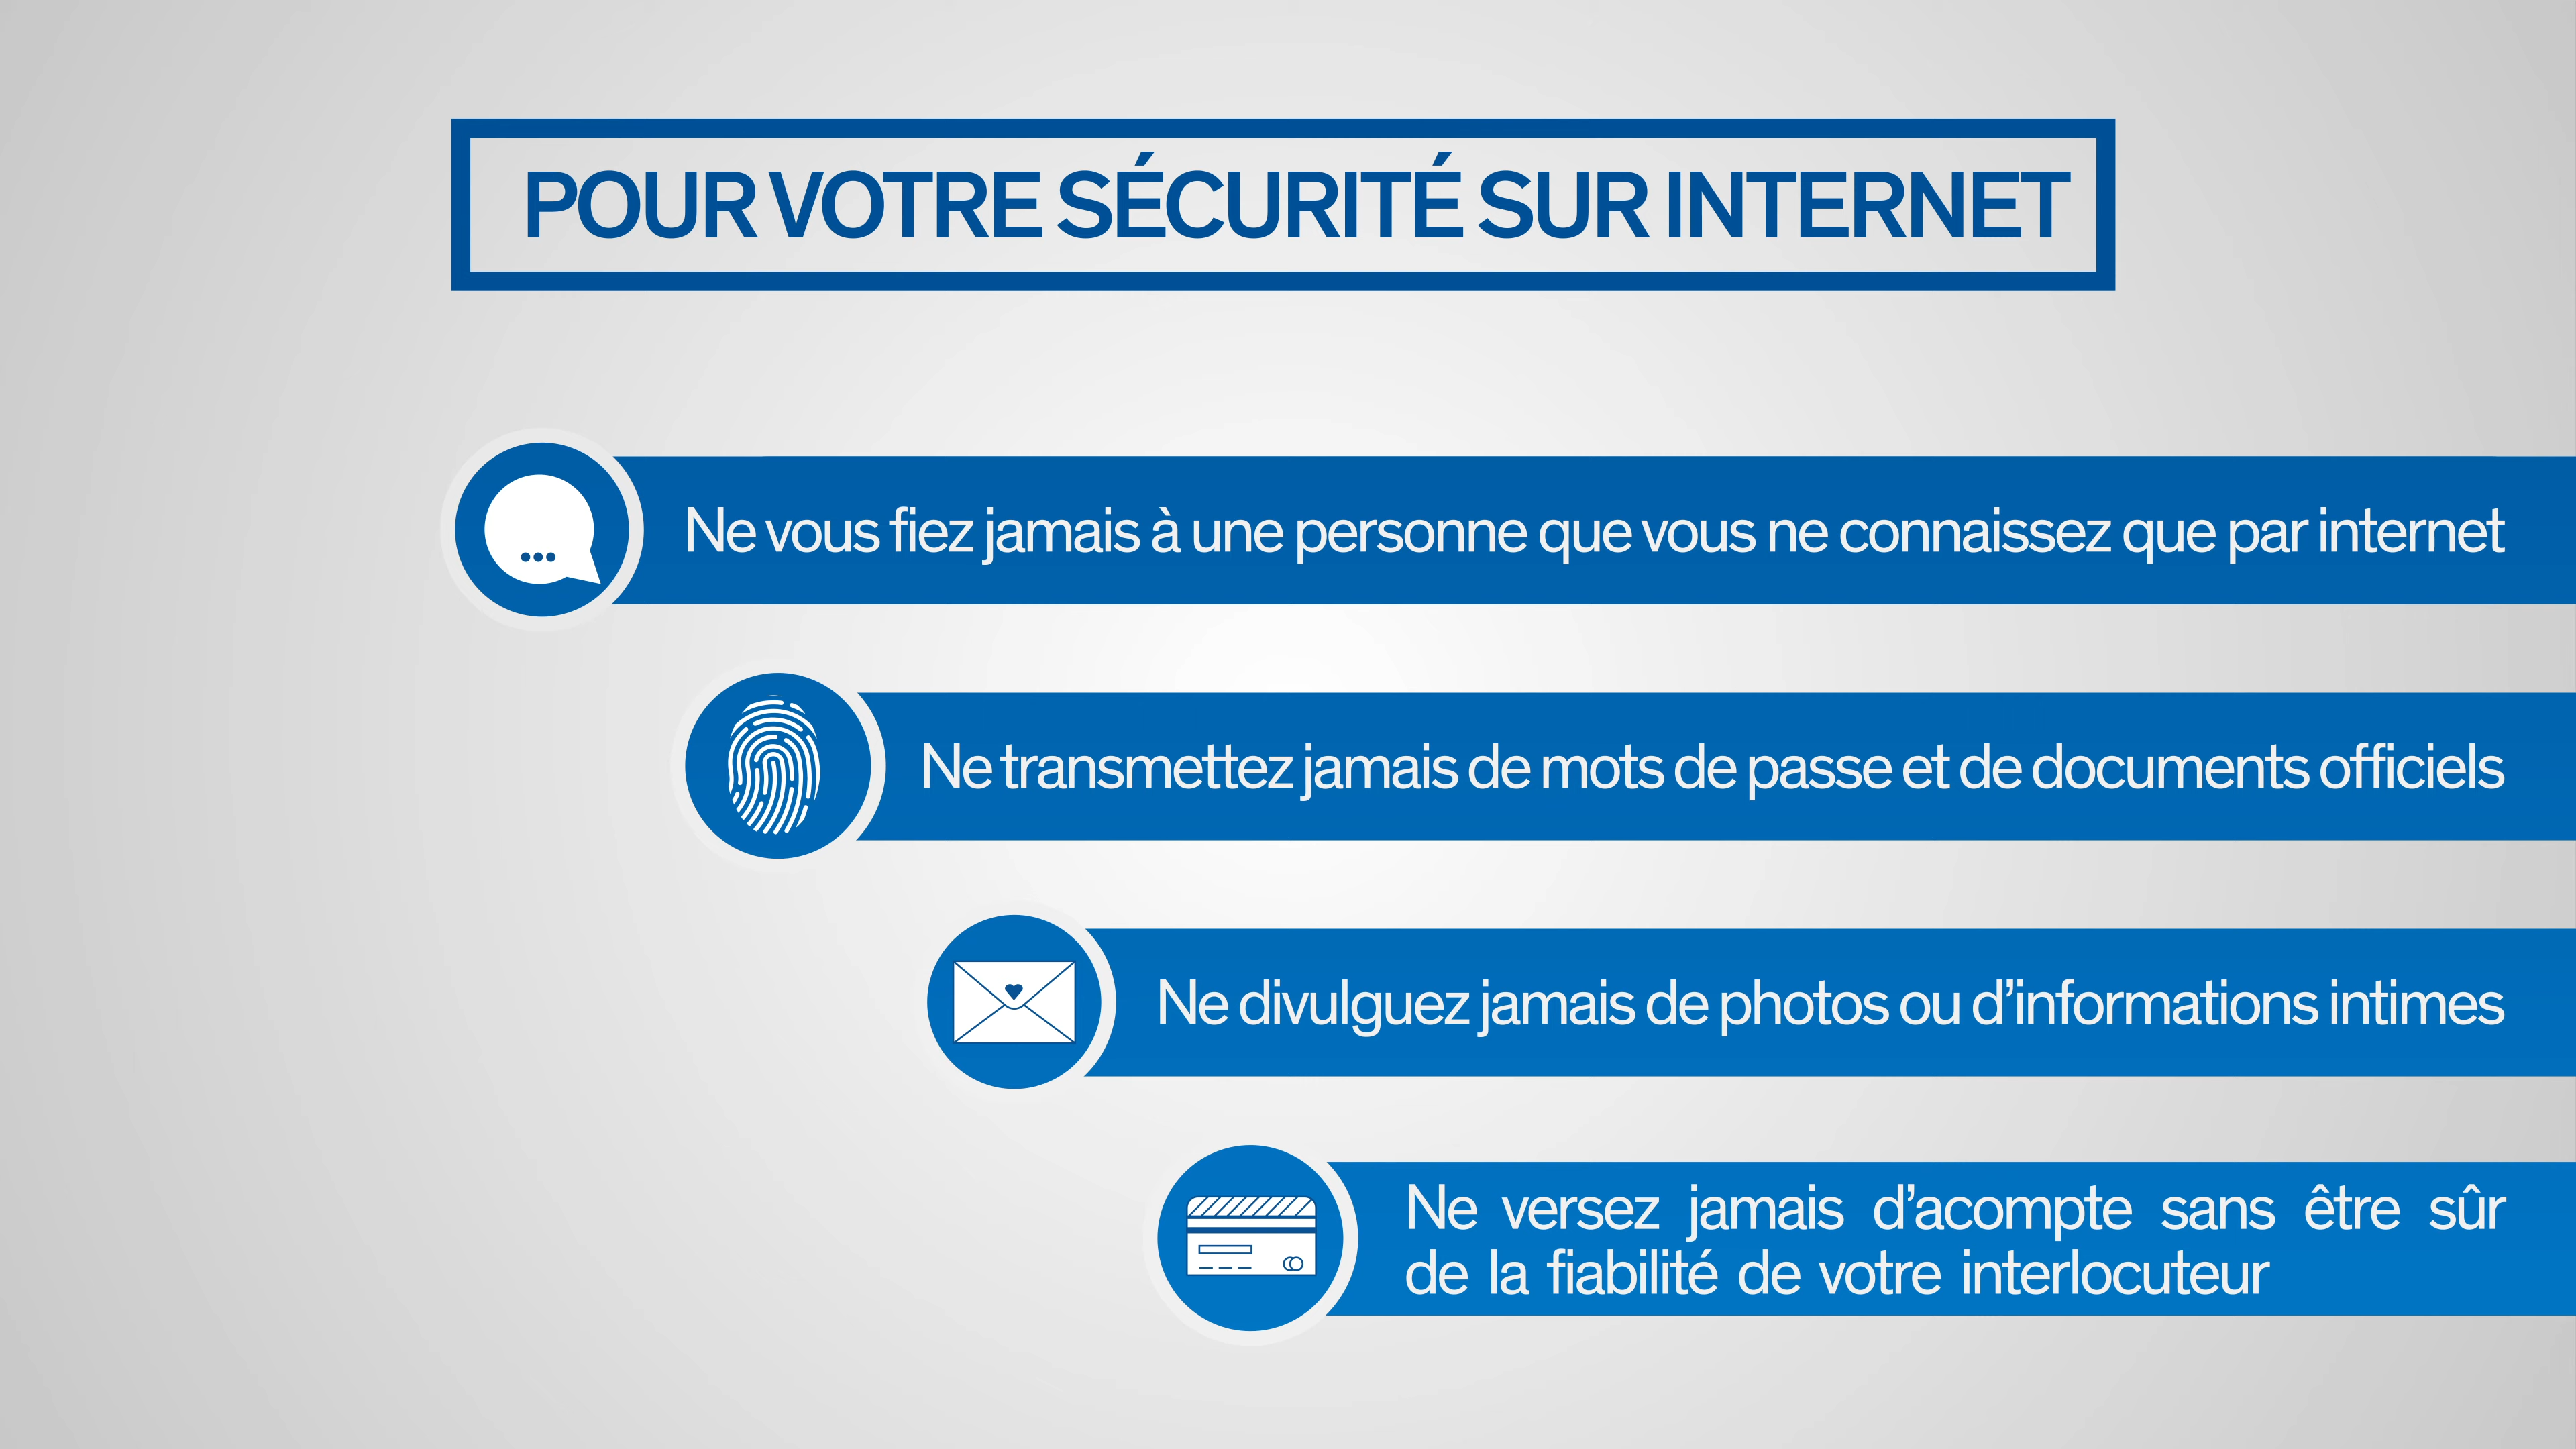 POUR VOTRE SÉCURITÉ SUR INTERNET
Ne vous fiez jamais à une personne que vous ne connaissez que par internet
Ne transmettez jamais de mots de passe et de documents officiels
Ne divulguez jamais de photos ou d’informations intimes
Ne versez jamais d’acompte sans être sûr
de la fiabilité de votre interlocuteur